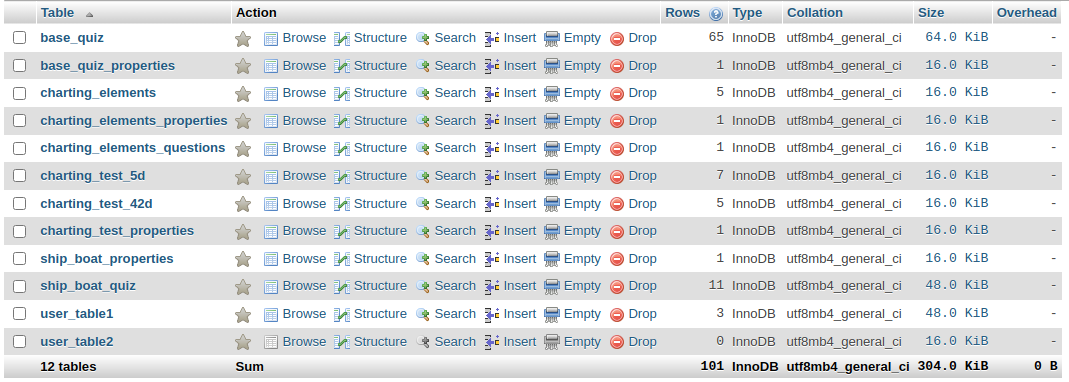 Table Action Rows Type Collation Size Overhead
base_quiz Browse Structure Search Insert Empty Drop 65 InnoDB utf8mb4_general_ci 64.0 KiB -
base_quiz_properties Browse Structure Search Insert Empty Drop 1 InnoDB utf8mb4_general_ci 16.0 KiB -
charting_elements Browse Structure Search Insert Empty Drop 5 InnoDB utf8mb4_general_ci 16.0 KiB -
charting_elements_properties Browse Structure Search Insert Empty Drop 1 InnoDB utf8mb4_general_ci 16.0 KiB -
charting_elements_questions Browse Structure Search Insert Empty Drop 1 InnoDB utf8mb4_general_ci 16.0 KiB -
charting_test_5d Browse Structure Search Insert Empty Drop 7 InnoDB utf8mb4_general_ci 16.0 KiB -
charting_test_42d Browse Structure Search Insert Empty Drop 5 InnoDB utf8mb4_general_ci 16.0 KiB -
charting_test_properties Browse Structure Search Insert Empty Drop 1 InnoDB utf8mb4_general_ci 16.0 KiB -
ship_boat_properties Browse Structure Search Insert Empty Drop 1 InnoDB utf8mb4_general_ci 16.0 KiB -
ship_boat_quiz Browse Structure Search Insert Empty Drop 11 InnoDB utf8mb4_general_ci 48.0 KiB -
user_table1 Browse Structure Search Insert Empty Drop 3 InnoDB utf8mb4_general_ci 48.0 KiB -
user_table2 Browse Structure Search Insert Empty Drop 0 InnoDB utf8mb4_general_ci 16.0 KiB -
12 tables Sum 101 InnoDB utf8mb4_general_ci 304.0 KiB 0 B